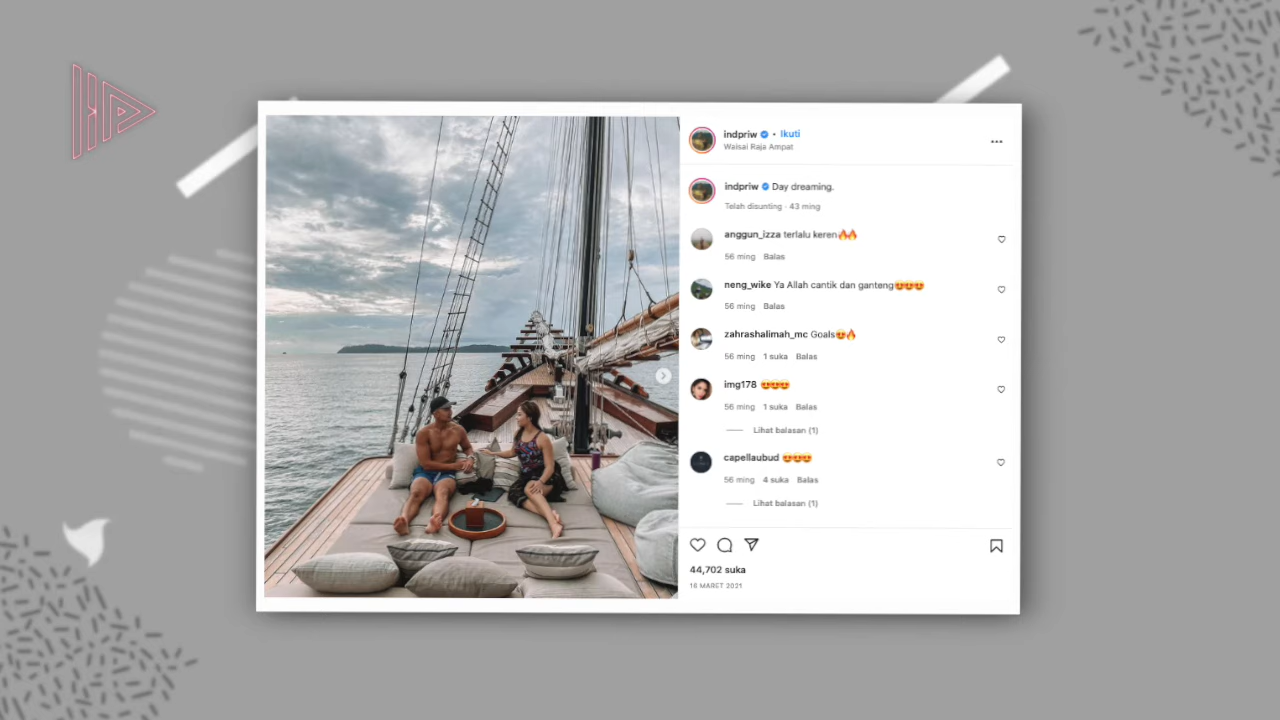 indpriw • Ikuti
Waisai Raja Ampat
indpriw Day dreaming.
Telah disunting · 43 ming
anggun_izza terlalu keren🔥🔥
56 ming Balas
neng_wike Ya Allah cantik dan ganteng😍😍😍
56 ming Balas
zahrashalimah_mc Goals😍🔥
56 ming 1 suka Balas
img178 😍😍😍
56 ming 1 suka Balas
Lihat balasan (1)
capellaubud 😍😍😍
56 ming 4 suka Balas
Lihat balasan (1)
44,702 suka
16 MARET 2021